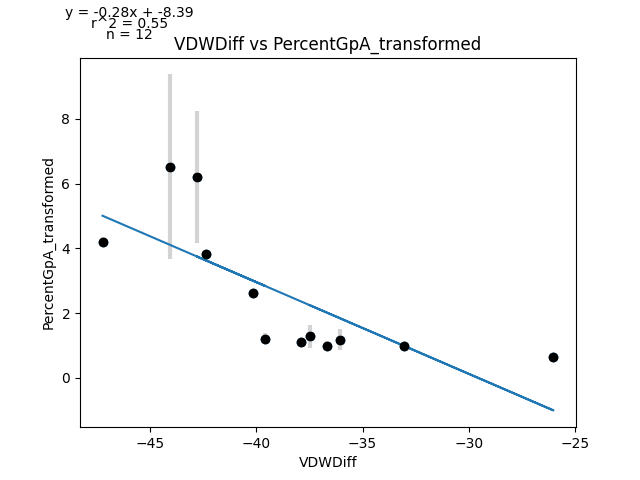 y = -0.28x + -8.39
r^2 = 0.55
n = 12
VDWDiff vs PercentGpA_transformed
PercentGpA_transformed
8
6
4
2
0
−45
−40
−35
−30
−25
VDWDiff